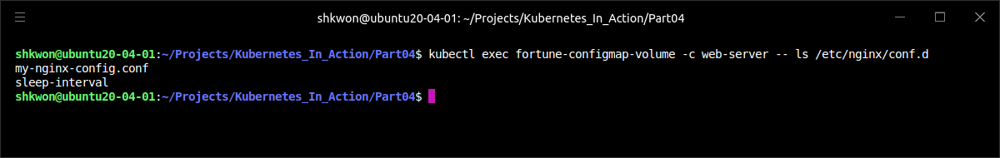 shkwon@ubuntu20-04-01: ~/Projects/Kubernetes_In_Action/Part04
shkwon@ubuntu20-04-01:~/Projects/Kubernetes_In_Action/Part04$ kubectl exec fortune-configmap-volume -c web-server -- ls /etc/nginx/conf.d
my-nginx-config.conf
sleep-interval
shkwon@ubuntu20-04-01:~/Projects/Kubernetes_In_Action/Part04$